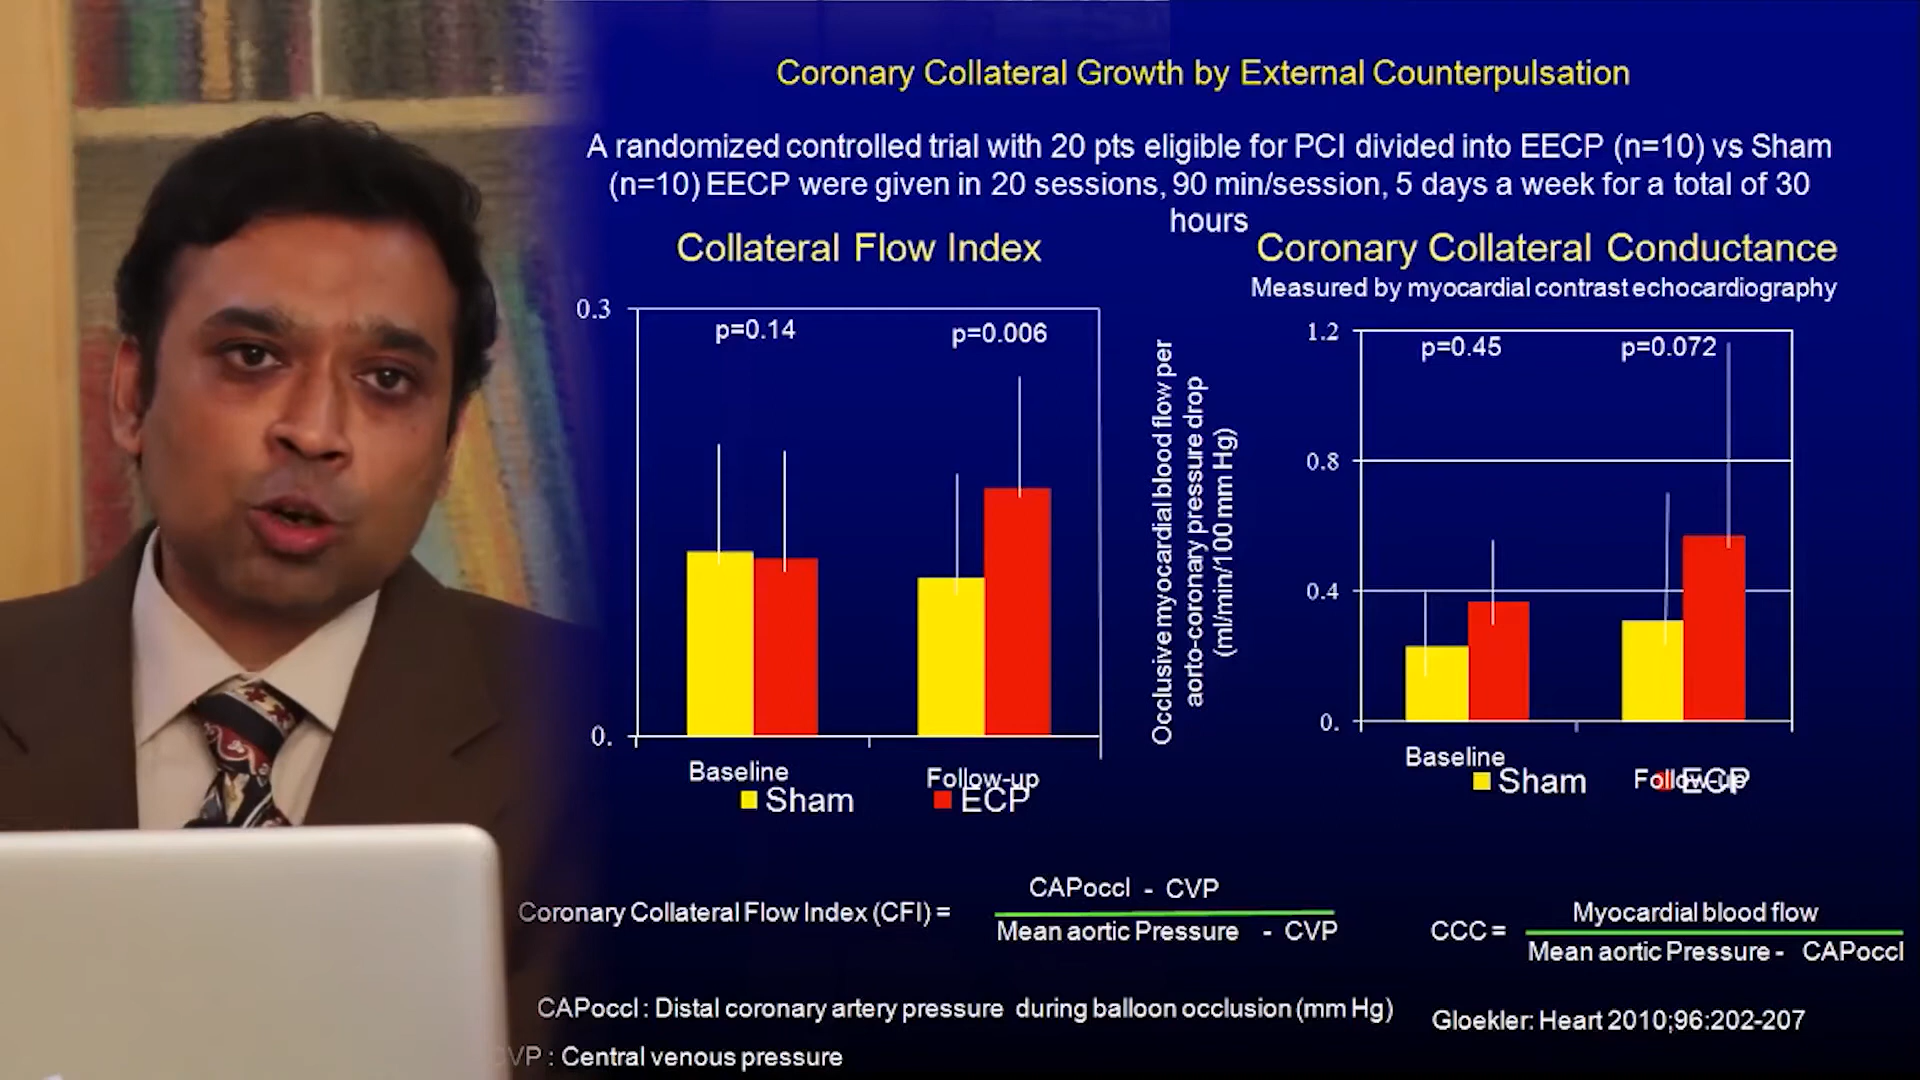 Coronary Collateral Growth by External Counterpulsation
A randomized controlled trial with 20 pts eligible for PCI divided into EECP (n=10) vs Sham
(n=10) EECP were given in 20 sessions, 90 min/session, 5 days a week for a total of 30
hours
Collateral Flow Index
0.3
p=0.14
p=0.006
0.
Baseline
Follow-up
Sham
ECP
Coronary Collateral Conductance
Measured by myocardial contrast echocardiography
Occlusive myocardial blood flow per
aorto-coronary pressure drop
(ml/min/100 mm Hg)
1.2
p=0.45
p=0.072
0.8
0.4
0.
Baseline
Follow-up
Sham
ECP
Coronary Collateral Flow Index (CFI) =
CAPoccl - CVP
Mean aortic Pressure - CVP
CCC =
Myocardial blood flow
Mean aortic Pressure - CAPoccl
CAPoccl : Distal coronary artery pressure during balloon occlusion (mm Hg)
Gloekler: Heart 2010;96:202-207
CVP : Central venous pressure